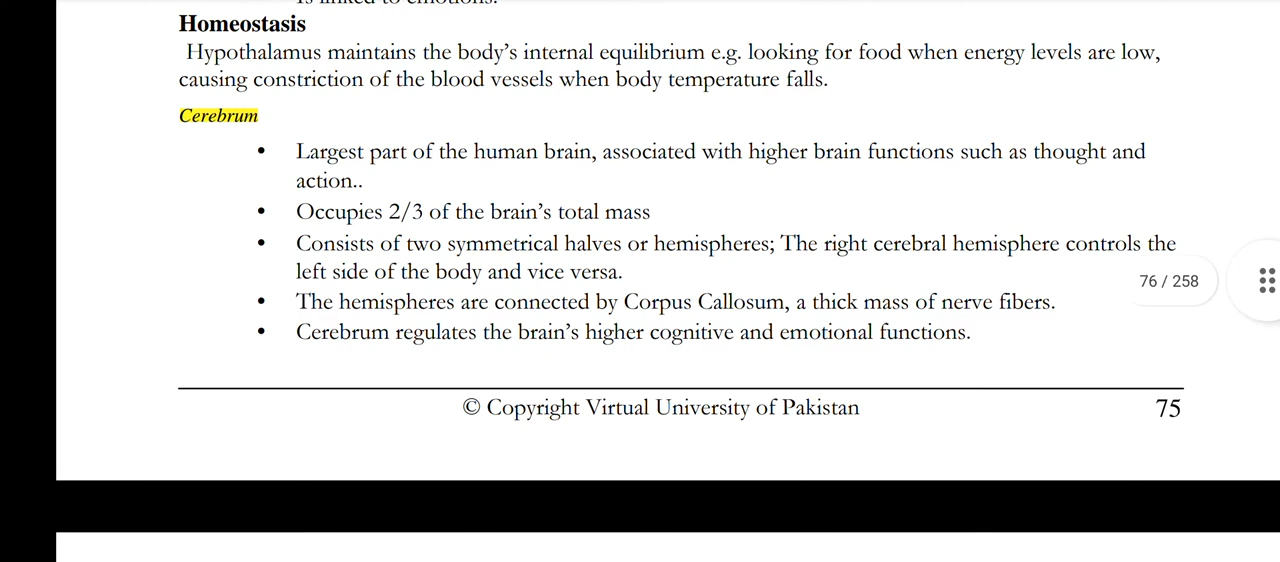 Is linked to emotions.
Homeostasis
Hypothalamus maintains the body's internal equilibrium e.g. looking for food when energy levels are low,
causing constriction of the blood vessels when body temperature falls.
Cerebrum
• Largest part of the human brain, associated with higher brain functions such as thought and
action..
• Occupies 2/3 of the brain's total mass
• Consists of two symmetrical halves or hemispheres; The right cerebral hemisphere controls the
left side of the body and vice versa.
76 / 258
• The hemispheres are connected by Corpus Callosum, a thick mass of nerve fibers.
• Cerebrum regulates the brain's higher cognitive and emotional functions.
© Copyright Virtual University of Pakistan
75